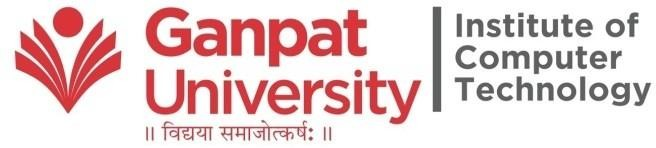 Ganpat
University
॥ विद्यया समाजोत्कर्षः ॥
Institute of
Computer
Technology